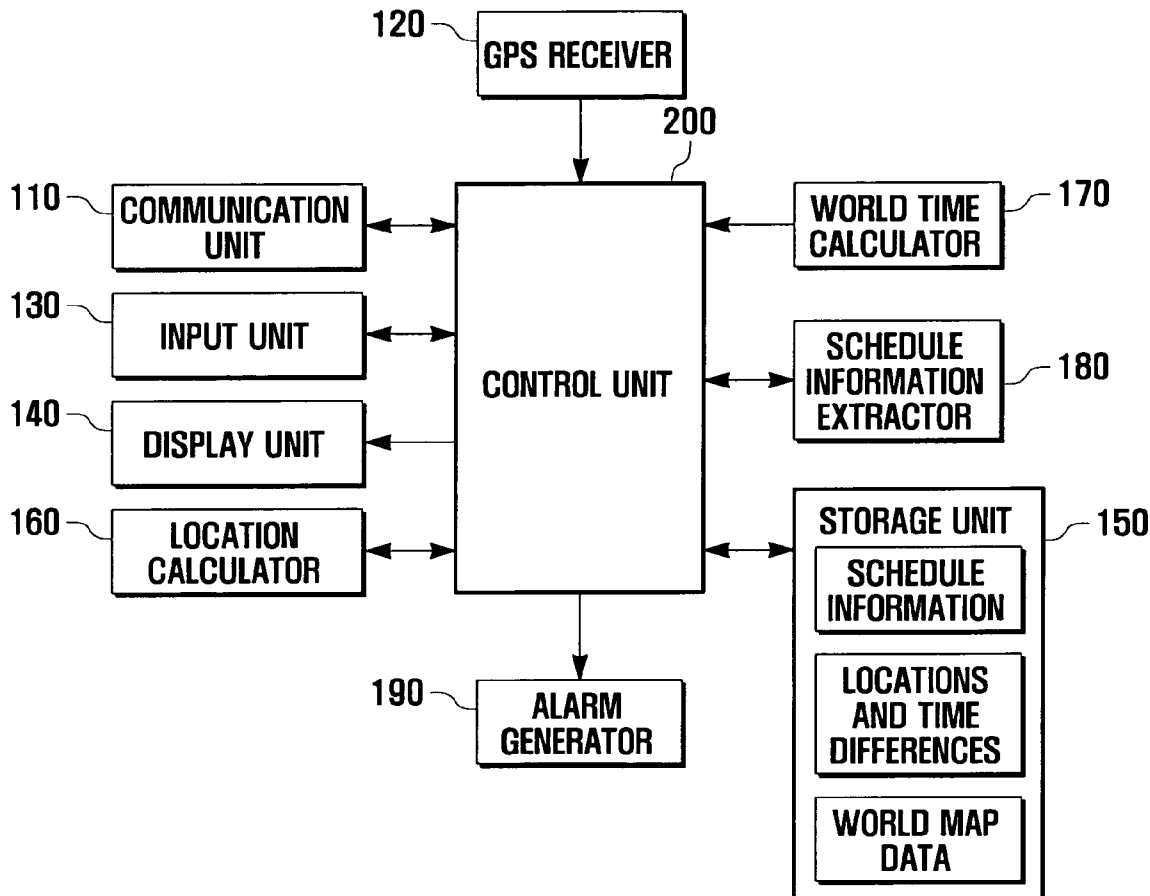 120
GPS RECEIVER
200
110
COMMUNICATION
UNIT
WORLD TIME
CALCULATOR
170
130
INPUT UNIT
CONTROL UNIT
SCHEDULE
INFORMATION
EXTRACTOR
180
140
DISPLAY UNIT
160
LOCATION
CALCULATOR
STORAGE UNIT
150
SCHEDULE
INFORMATION
LOCATIONS
AND TIME
DIFFERENCES
WORLD MAP
DATA
190
ALARM
GENERATOR